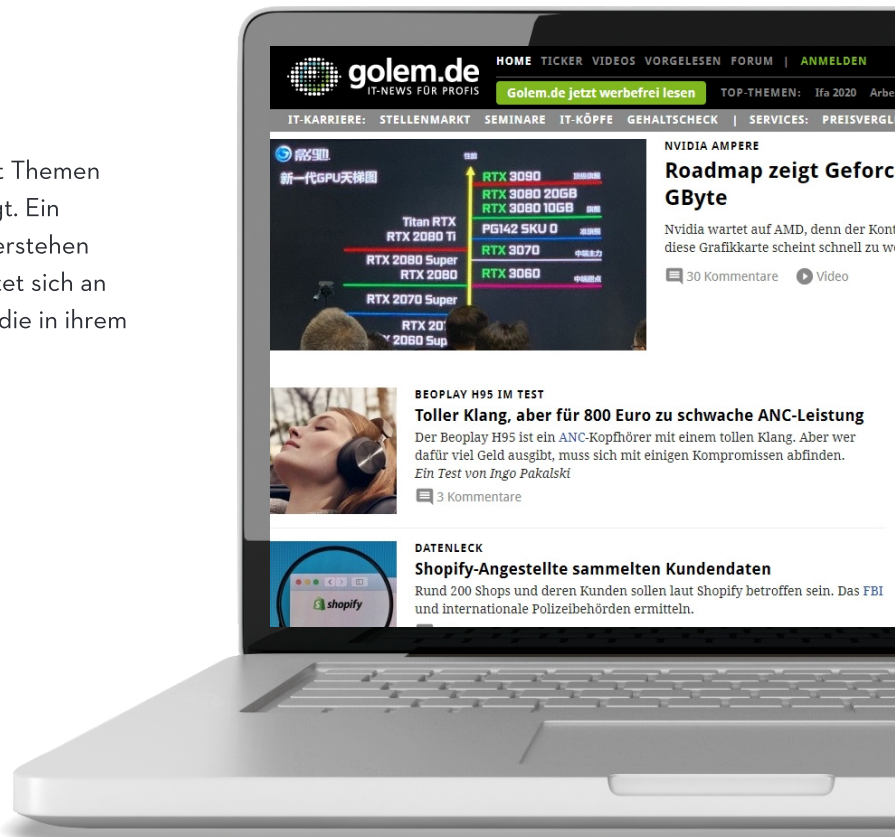 t Themen
gt. Ein
erstehen
tet sich an
die in ihrem
golem.de
IT-NEWS FÜR PROFIS
HOME TICKER VIDEOS VORGELESEN FORUM | ANMELDEN
Golem.de jetzt werbefrei lesen TOP-THEMEN: Ifa 2020 Arbe
IT-KARRIERE: STELLENMARKT SEMINARE IT-KÖPFE GEHALTSCHECK | SERVICES: PREISVERGL
影驰
新一代GPU天梯图
性能
RTX 3090
RTX 3080 20GB
RTX 3080 10GB
Titan RTX
RTX 2080 Ti
PG142 SKU 0
RTX 2080 Super
RTX 2080
RTX 3070
RTX 3060
RTX 2070 Super
RTX 20
2060 Sup
NVIDIA AMPERE
Roadmap zeigt Geforc
GByte
Nvidia wartet auf AMD, denn der Kont
diese Grafikkarte scheint schnell zu we
30 Kommentare Video
BEOPLAY H95 IM TEST
Toller Klang, aber für 800 Euro zu schwache ANC-Leistung
Der Beoplay H95 ist ein ANC-Kopfhörer mit einem tollen Klang. Aber wer
dafür viel Geld ausgibt, muss sich mit einigen Kompromissen abfinden.
Ein Test von Ingo Pakalski
3 Kommentare
DATENLECK
Shopify-Angestellte sammelten Kundendaten
Rund 200 Shops und deren Kunden sollen laut Shopify betroffen sein. Das FBI
und internationale Polizeibehörden ermitteln.
shopify